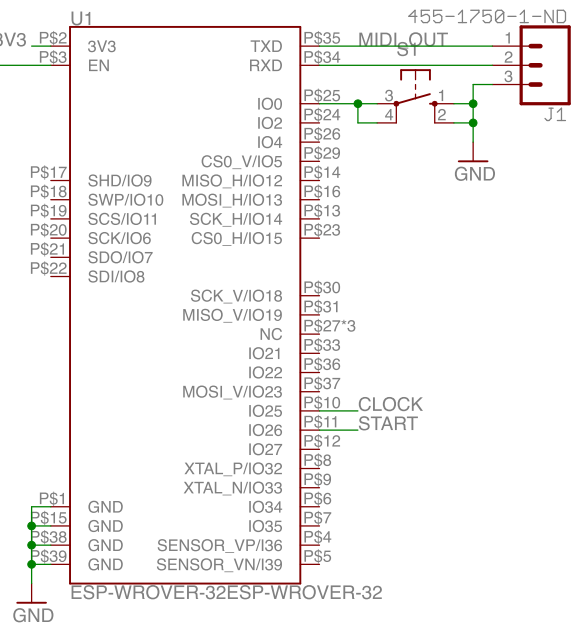 455-1750-1-ND
U1
3V3 P$2 3V3 TXD P$35 MIDI_OUT 1
P$3 EN RXD P$34 S1 2
3
J1
IO0 P$25 3 1
IO2 P$24 4 2
IO4 P$26
CS0_V/IO5 P$29
GND
P$17 SHD/IO9 MISO_H/IO12 P$14
P$18 SWP/IO10 MOSI_H/IO13 P$16
P$19 SCS/IO11 SCK_H/IO14 P$13
P$20 SCK/IO6 CS0_H/IO15 P$23
P$21 SDO/IO7
P$22 SDI/IO8
SCK_V/IO18 P$30
MISO_V/IO19 P$31
NC P$27*3
IO21 P$33
IO22 P$36
MOSI_V/IO23 P$37
IO25 P$10 CLOCK
IO26 P$11 START
IO27 P$12
XTAL_P/IO32 P$8
XTAL_N/IO33 P$9
P$1 GND IO34 P$6
P$15 GND IO35 P$7
P$38 GND SENSOR_VP/I36 P$4
P$39 GND SENSOR_VN/I39 P$5
ESP-WROVER-32ESP-WROVER-32
GND